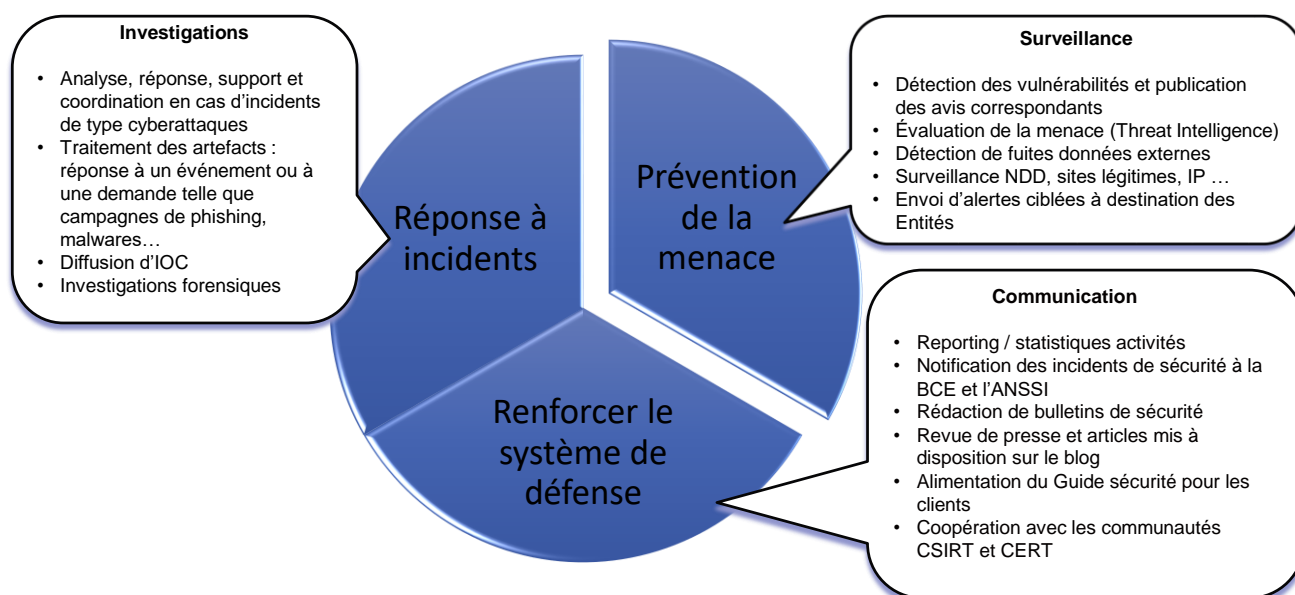 Investigations
• Analyse, réponse, support et
coordination en cas d'incidents
de type cyberattaques
• Traitement des artefacts :
réponse à un événement ou à
une demande telle que
campagnes de phishing,
malwares…
• Diffusion d'IOC
• Investigations forensiques
Réponse à
incidents
Prévention
de la
menace
Surveillance
• Détection des vulnérabilités et publication
des avis correspondants
• Évaluation de la menace (Threat Intelligence)
• Détection de fuites données externes
• Surveillance NDD, sites légitimes, IP …
• Envoi d'alertes ciblées à destination des
Entités
Renforcer le
système de
défense
Communication
• Reporting / statistiques activités
• Notification des incidents de sécurité à la
BCE et l'ANSSI
• Rédaction de bulletins de sécurité
• Revue de presse et articles mis à
disposition sur le blog
• Alimentation du Guide sécurité pour les
clients
• Coopération avec les communautés
CSIRT et CERT